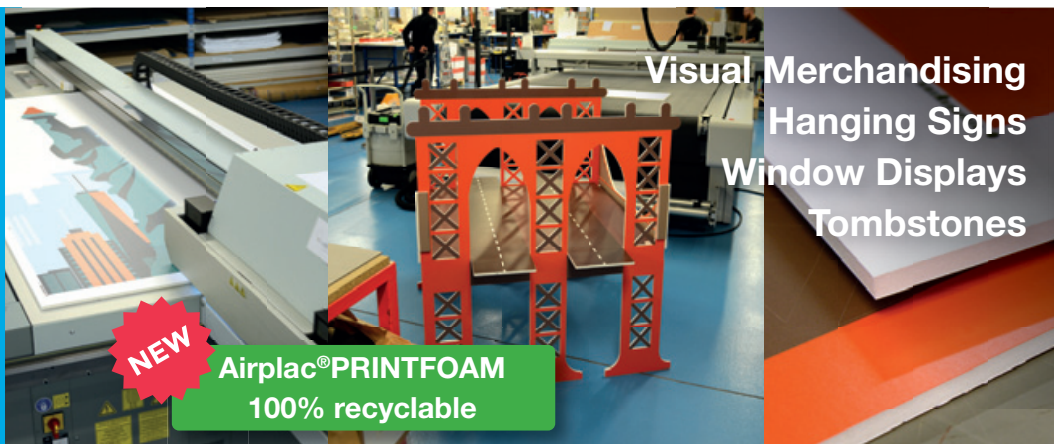 Visual Merchandising
Hanging Signs
Window Displays
Tombstones
NEW
Airplac®PRINTFOAM
100% recyclable